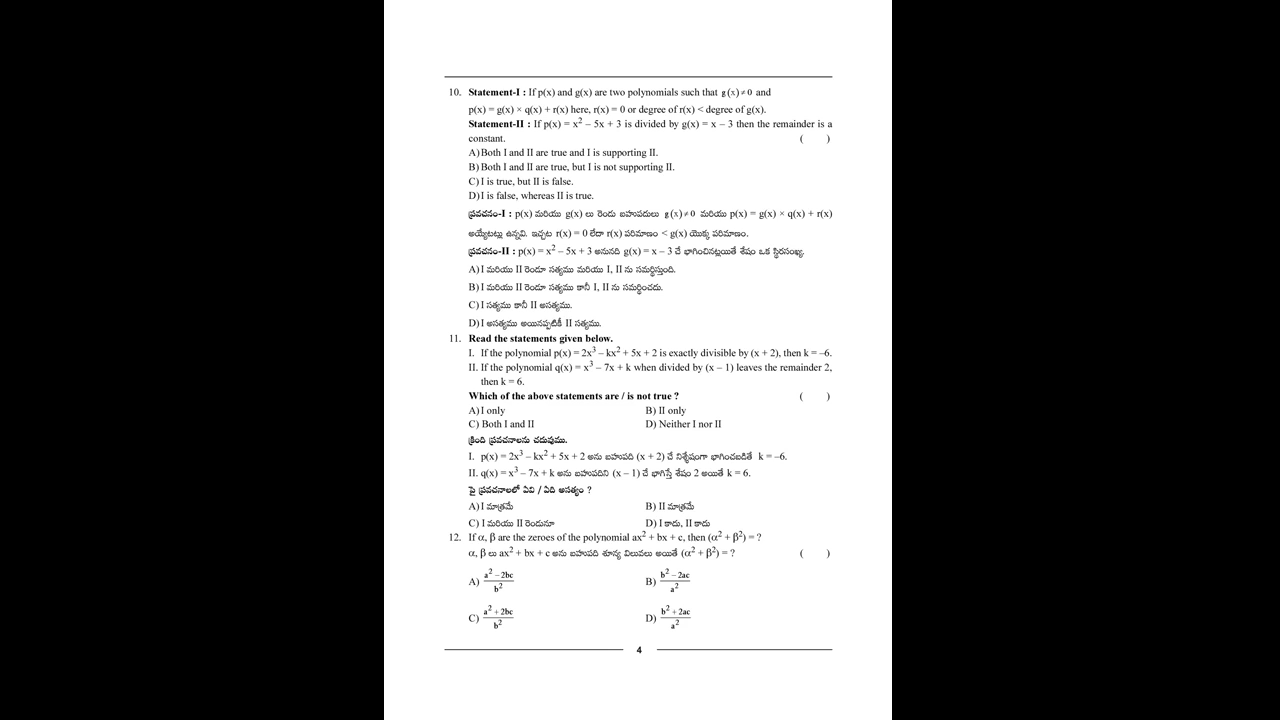 10. Statement-I : If p(x) and g(x) are two polynomials such that g(x) ≠ 0 and
p(x) = g(x) × q(x) + r(x) here, r(x) = 0 or degree of r(x) < degree of g(x).
Statement-II : If p(x) = x² – 5x + 3 is divided by g(x) = x – 3 then the remainder is a
constant. ( )
A) Both I and II are true and I is supporting II.
B) Both I and II are true, but I is not supporting II.
C) I is true, but II is false.
D) I is false, whereas II is true.
ప్రవచనం-I : p(x) మరియు g(x) లు రెండు బహుపదులు g(x) ≠ 0 మరియు p(x) = g(x) × q(x) + r(x)
అయ్యేటట్లు ఉన్నవి. ఇచ్చట r(x) = 0 లేదా r(x) పరిమాణం < g(x) యొక్క పరిమాణం.
ప్రవచనం-II : p(x) = x² – 5x + 3 అనునది g(x) = x – 3 చే భాగించినట్లయితే శేషం ఒక స్థిరసంఖ్య.
A) I మరియు II రెండూ సత్యము మరియు I, II ను సమర్థిస్తుంది.
B) I మరియు II రెండూ సత్యము కానీ I, II ను సమర్థించదు.
C) I సత్యము కానీ II అసత్యము.
D) I అసత్యము అయినప్పటికీ II సత్యము.
11. Read the statements given below.
I. If the polynomial p(x) = 2x³ – kx² + 5x + 2 is exactly divisible by (x + 2), then k = –6.
II. If the polynomial q(x) = x³ – 7x + k when divided by (x – 1) leaves the remainder 2,
then k = 6.
Which of the above statements are / is not true ? ( )
A) I only B) II only
C) Both I and II D) Neither I nor II
క్రింది ప్రవచనాలను చదువుము.
I. p(x) = 2x³ – kx² + 5x + 2 అను బహుపది (x + 2) చే నిశ్శేషంగా భాగించబడితే k = –6.
II. q(x) = x³ – 7x + k అను బహుపదిని (x – 1) చే భాగిస్తే శేషం 2 అయితే k = 6.
పై ప్రవచనాలలో ఏవి / ఏది అసత్యం ?
A) I మాత్రమే B) II మాత్రమే
C) I మరియు II రెండునూ D) I కాదు, II కాదు
12. If α, β are the zeroes of the polynomial ax² + bx + c, then (α² + β²) = ?
α, β లు ax² + bx + c అను బహుపది శూన్య విలువలు అయితే (α² + β²) = ? ( )
A) (a² – 2bc)/b² B) (b² – 2ac)/a²
C) (a² + 2bc)/b² D) (b² + 2ac)/a²
4